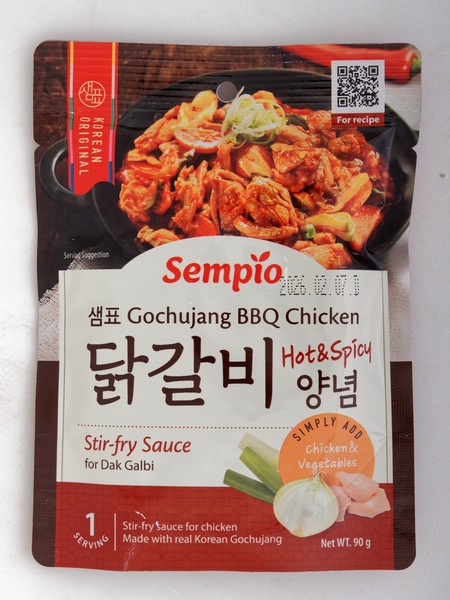 샘표
KOREAN
ORIGINAL
For recipe
Serving Suggestion
Sempio
2026.02.07
샘표 Gochujang BBQ Chicken
닭갈비 양념
Hot&Spicy
Stir-fry Sauce
for Dak Galbi
SIMPLY ADD
Chicken &
Vegetables
1
SERVING
Stir-fry sauce for chicken
Made with real Korean Gochujang
Net WT. 90 g